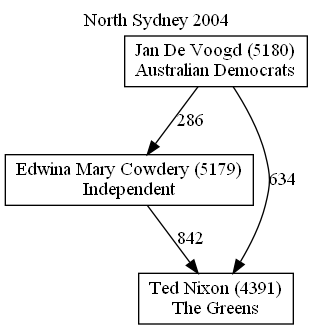 North Sydney 2004
Jan De Voogd (5180)
Australian Democrats
286
Edwina Mary Cowdery (5179)
Independent
634
842
Ted Nixon (4391)
The Greens